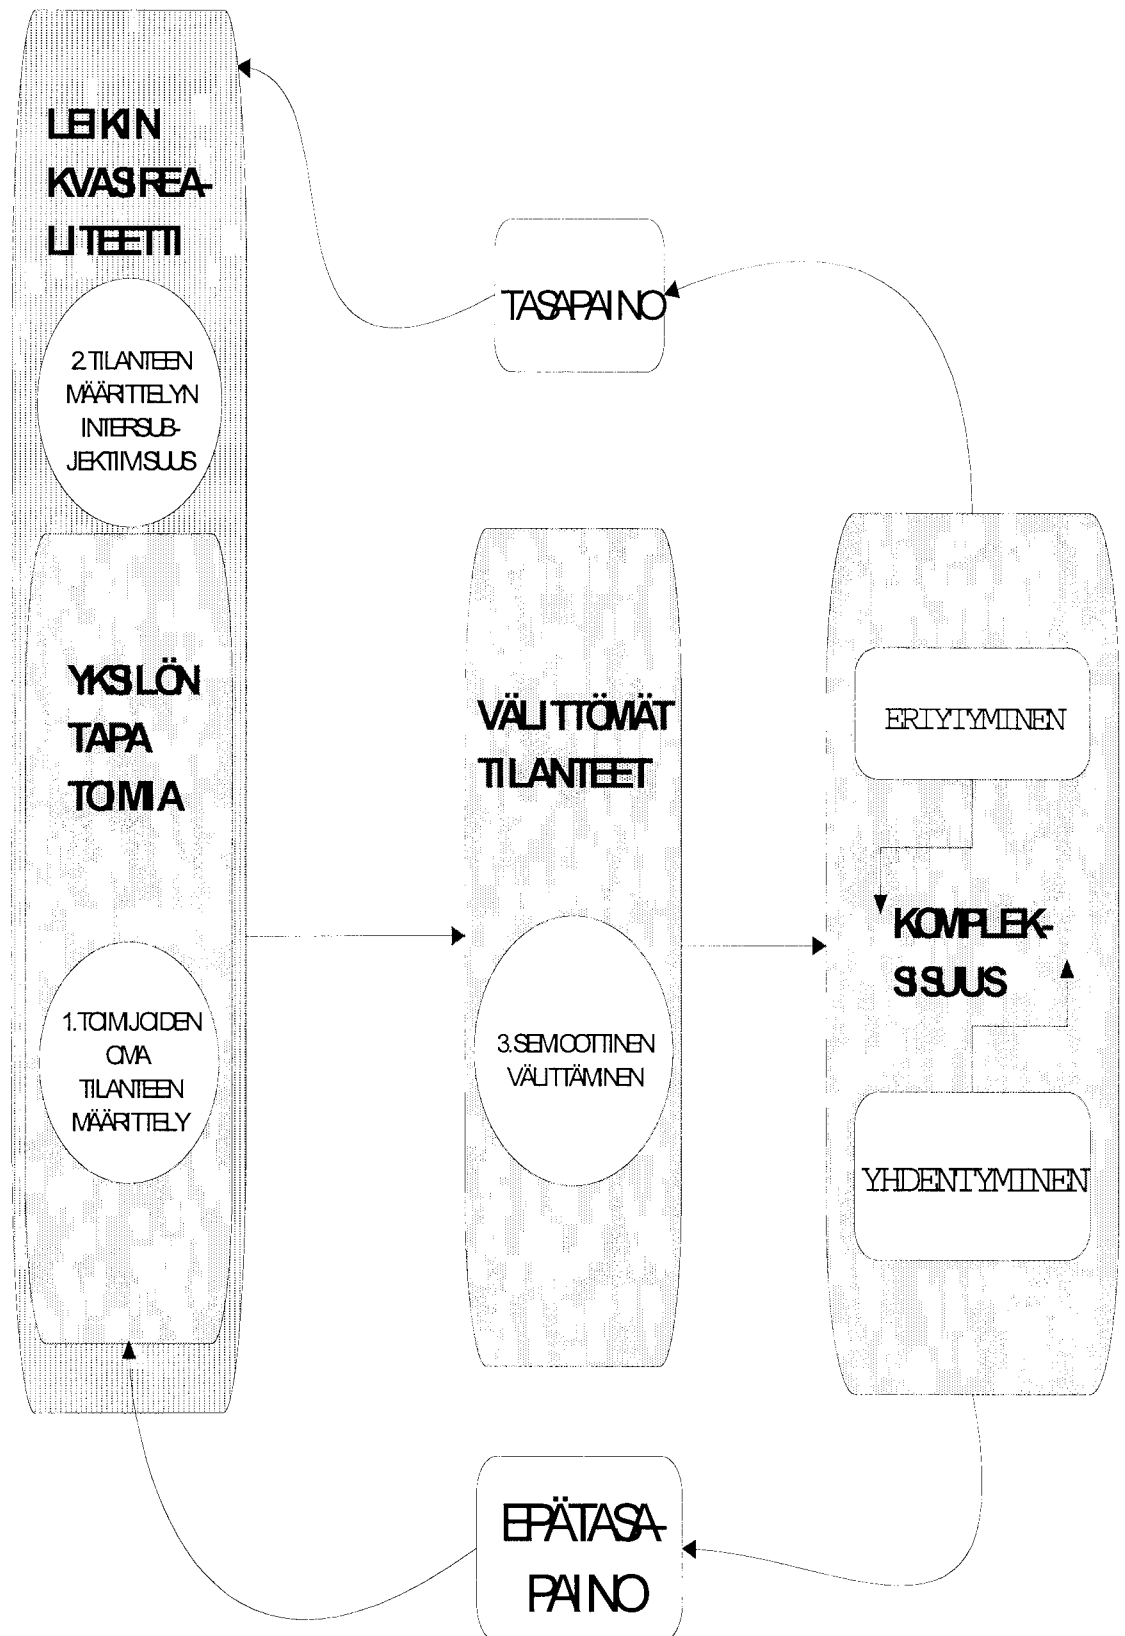 LEIKIN
KVASIREA-
LITEETTI
2. TILANTEEN
MÄÄRITTELYN
INTERSUB-
JEKTIIVISUUS
YKSILÖN
TAPA
TOIMIA
1. TOIMIJOIDEN
OMA
TILANTEEN
MÄÄRITTELY
TASAPAINO
VÄLITTÖMÄT
TILANTEET
3. SEMIOOTTINEN
VÄLITTÄMINEN
ERIYTYMINEN
KOMPLEK-
SISUUS
YHDENTYMINEN
EPÄTASA-
PAINO